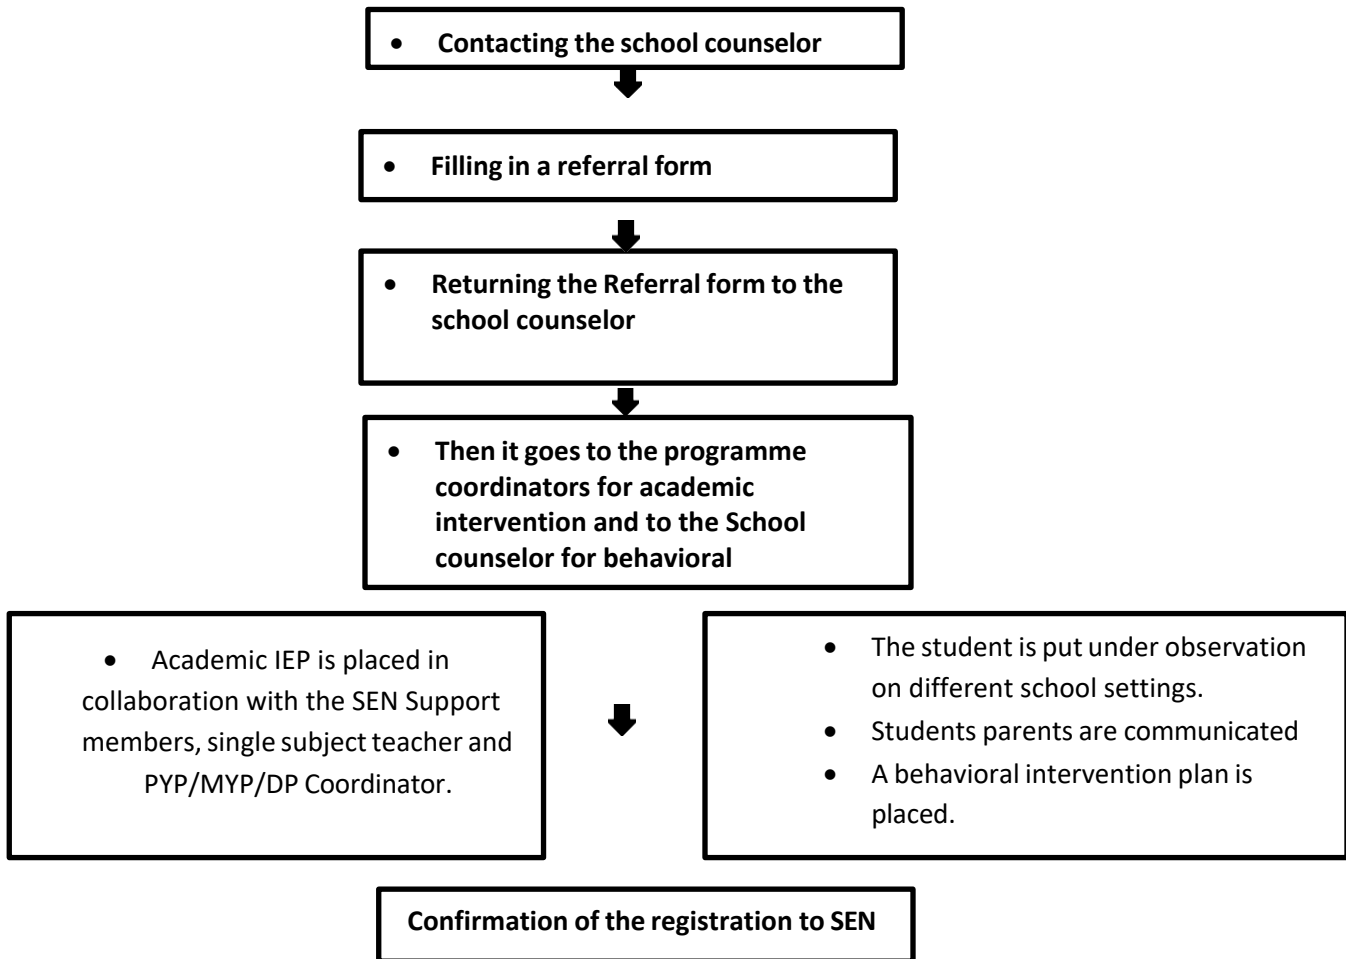 • Contacting the school counselor
• Filling in a referral form
• Returning the Referral form to the
school counselor
• Then it goes to the programme
coordinators for academic
intervention and to the School
counselor for behavioral
• Academic IEP is placed in
collaboration with the SEN Support
members, single subject teacher and
PYP/MYP/DP Coordinator.
• The student is put under observation
on different school settings.
• Students parents are communicated
• A behavioral intervention plan is
placed.
Confirmation of the registration to SEN